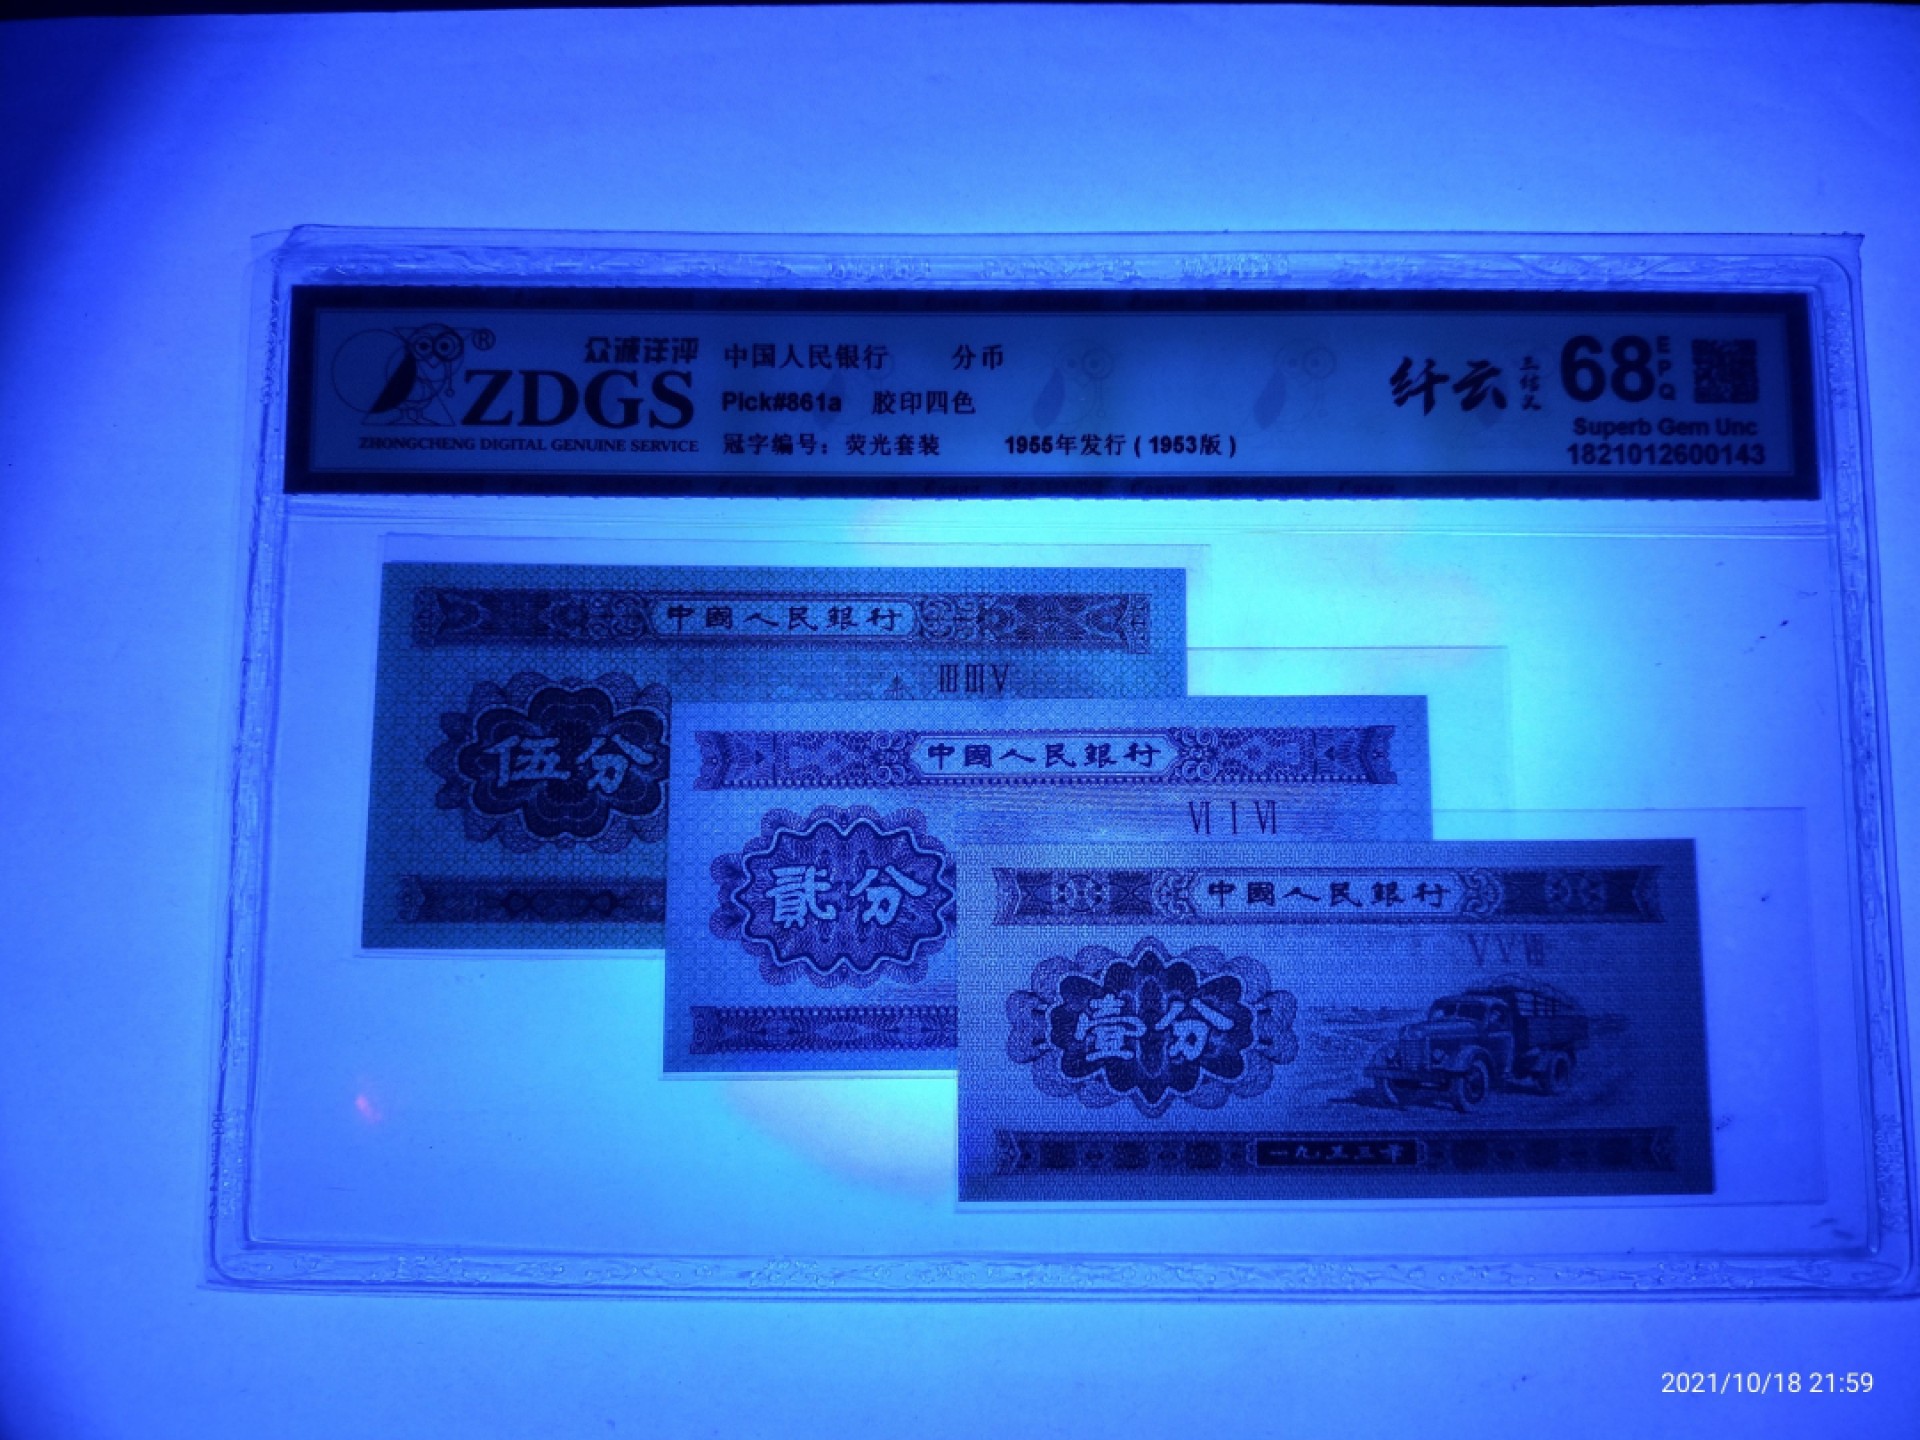 众诚洋评
ZDGS
ZHONGCHENG DIGITAL GENUINE SERVICE
中国人民银行 分币
Pick#861a 胶印四色
冠字编号：荧光套装 1955年发行 ( 1953版 )
纤云
68 EPQ
Superb Gem Unc
1821012600143
中國人民銀行
ⅢⅢⅤ
伍分
中國人民銀行
Ⅵ Ⅰ Ⅵ
貳分
中國人民銀行
壹分
一九五三年
2021/10/18 21:59